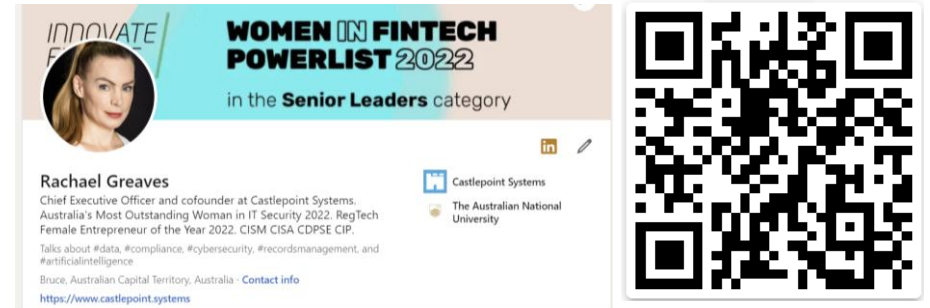 INNOVATE
WOMEN IN FINTECH
POWERLIST 2022
in the Senior Leaders category
in
Rachael Greaves
Chief Executive Officer and cofounder at Castlepoint Systems.
Australia's Most Outstanding Woman in IT Security 2022. RegTech
Female Entrepreneur of the Year 2022. CISM CISA CDPSE CIP.
Talks about #data, #compliance, #cybersecurity, #recordsmanagement, and
#artificialintelligence
Bruce, Australian Capital Territory, Australia · Contact info
https://www.castlepoint.systems
Castlepoint Systems
The Australian National
University